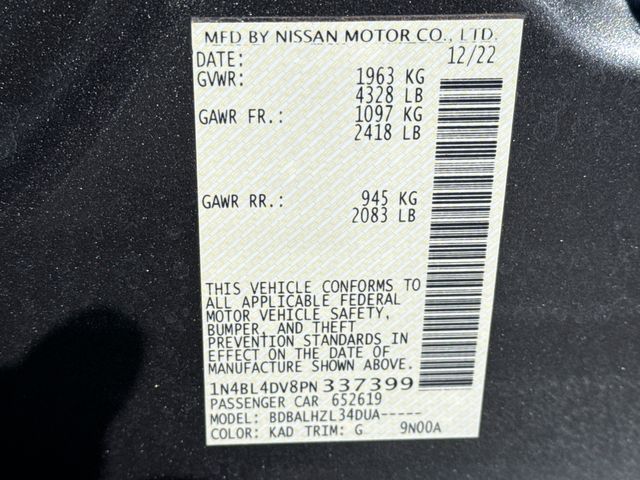 MFD BY NISSAN MOTOR CO., LTD.
DATE: 12/22
GVWR: 1963 KG
4328 LB
GAWR FR.: 1097 KG
2418 LB
GAWR RR.: 945 KG
2083 LB
THIS VEHICLE CONFORMS TO
ALL APPLICABLE FEDERAL
MOTOR VEHICLE SAFETY,
BUMPER, AND THEFT
PREVENTION STANDARDS IN
EFFECT ON THE DATE OF
MANUFACTURE SHOWN ABOVE.
1N4BL4DV8PN337399
PASSENGER CAR 652619
MODEL: BDBALHZL34DUA-----
COLOR: KAD TRIM: G 9N00A